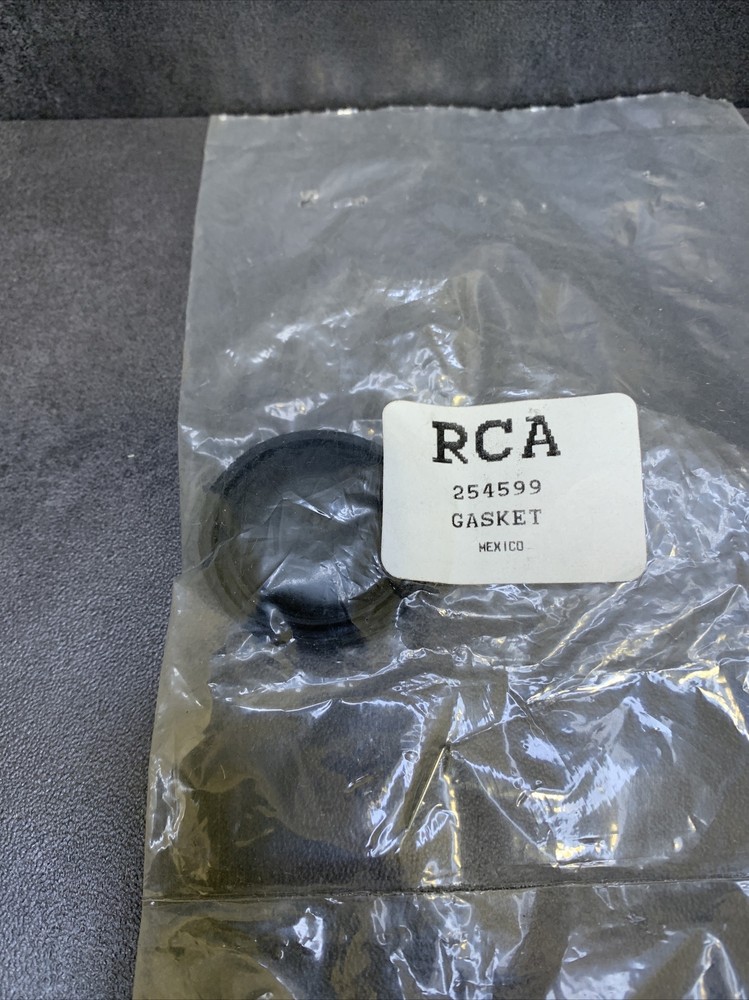 RCA
254599
GASKET
MEXICO